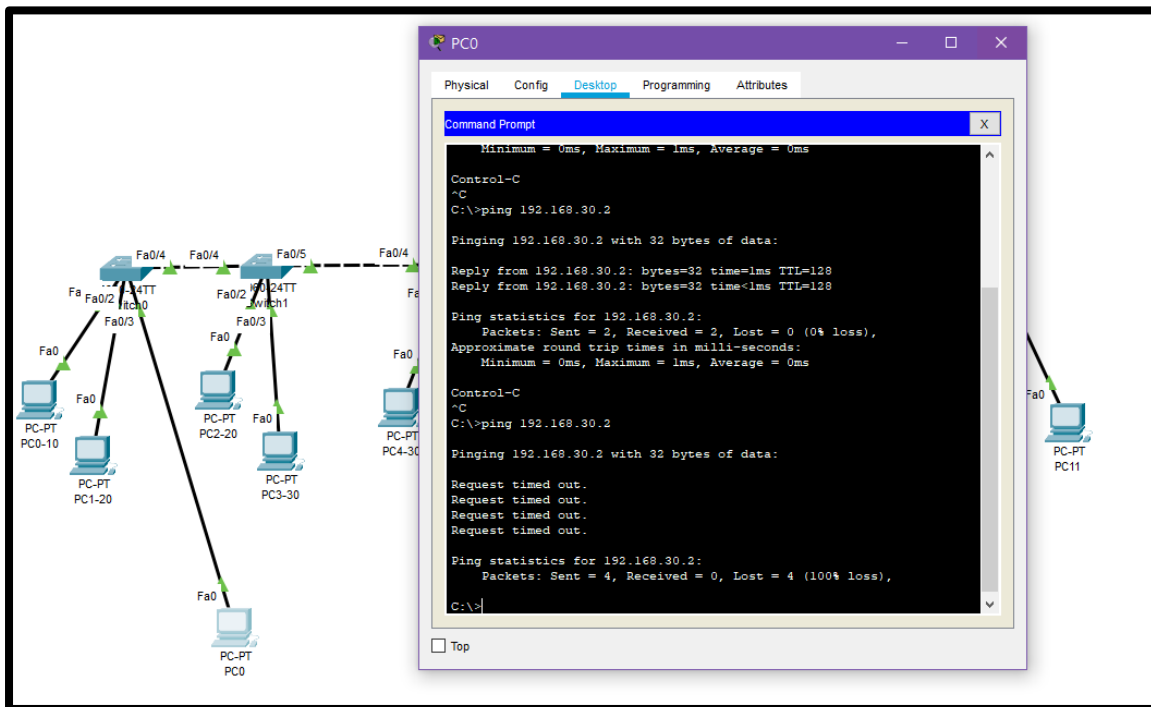 PC0
Physical Config Desktop Programming Attributes
Command Prompt
X
Minimum = 0ms, Maximum = 1ms, Average = 0ms
Control-C
^C
C:\>ping 192.168.30.2
Pinging 192.168.30.2 with 32 bytes of data:
Reply from 192.168.30.2: bytes=32 time=1ms TTL=128
Reply from 192.168.30.2: bytes=32 time<1ms TTL=128
Ping statistics for 192.168.30.2:
Packets: Sent = 2, Received = 2, Lost = 0 (0% loss),
Approximate round trip times in milli-seconds:
Minimum = 0ms, Maximum = 1ms, Average = 0ms
Control-C
^C
C:\>ping 192.168.30.2
Pinging 192.168.30.2 with 32 bytes of data:
Request timed out.
Request timed out.
Request timed out.
Request timed out.
Ping statistics for 192.168.30.2:
Packets: Sent = 4, Received = 0, Lost = 4 (100% loss),
C:\>
Top
Fa0/4 Fa0/4 Fa0/5 Fa0/4
-24TT
24TT
Fa0/2
Fa0/2
Fa0/3
Fa0/3
Fa0
PC-PT
PC0-10
Fa0
PC-PT
PC1-20
Fa0
PC-PT
PC2-20
Fa0
PC-PT
PC3-30
Fa0
PC-PT
PC4-30
Fa0
PC-PT
PC0
Fa0
PC-PT
PC11